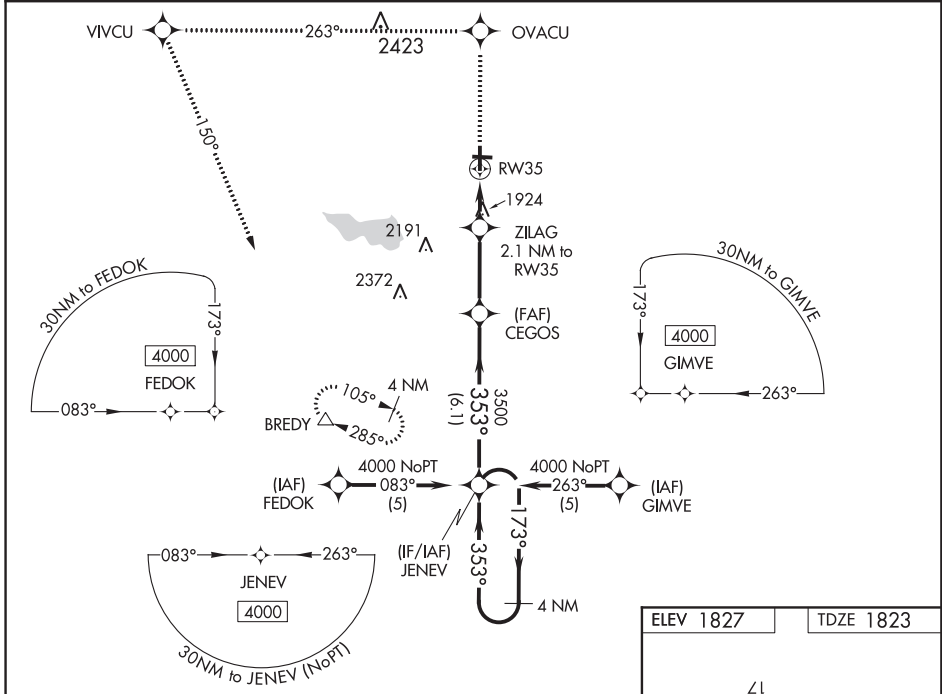 VIVCU
263°
2423
OVACU
150°
RW35
1924
2191
ZILAG
2.1 NM to
RW35
2372
(FAF)
CEGOS
30NM to FEDOK
173°
4000
FEDOK
083°
30NM to GIMVE
173°
4000
GIMVE
263°
105°
4 NM
BREDY
285°
3500
353°
(6.1)
4000 NoPT
083°
(5)
(IAF)
FEDOK
4000 NoPT
263°
(5)
(IAF)
GIMVE
(IF/IAF)
JENEV
353°
173°
4 NM
083°
263°
JENEV
4000
30NM to JENEV (NoPT)
ELEV 1827
TDZE 1823
17